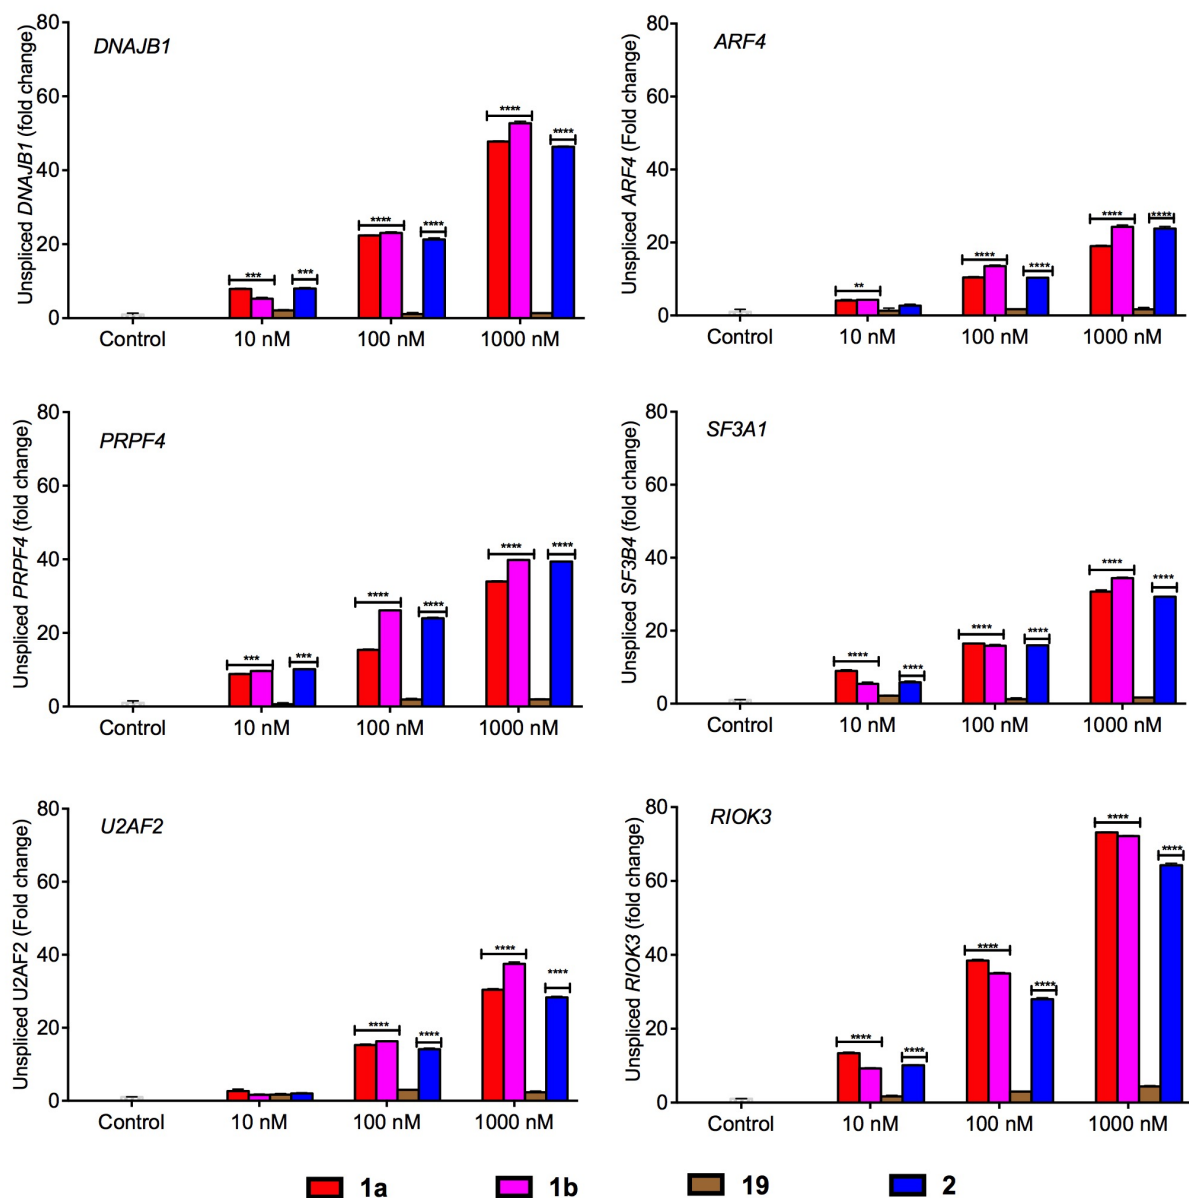 DNAJB1
Unspliced DNAJB1 (fold change)
80
60
40
20
0
*** ***
**** ****
**** ****
Control 10 nM 100 nM 1000 nM
ARF4
Unspliced ARF4 (Fold change)
80
60
40
20
0
**
**** ****
**** ****
Control 10 nM 100 nM 1000 nM
PRPF4
Unspliced PRPF4 (fold change)
80
60
40
20
0
*** ***
**** ****
**** ****
Control 10 nM 100 nM 1000 nM
SF3A1
Unspliced SF3B4 (fold change)
80
60
40
20
0
**** ****
**** ****
**** ****
Control 10 nM 100 nM 1000 nM
U2AF2
Unspliced U2AF2 (Fold change)
80
60
40
20
0
**** ****
**** ****
Control 10 nM 100 nM 1000 nM
RIOK3
Unspliced RIOK3 (fold change)
80
60
40
20
0
**** ****
**** ****
**** ****
Control 10 nM 100 nM 1000 nM
1a 1b 19 2